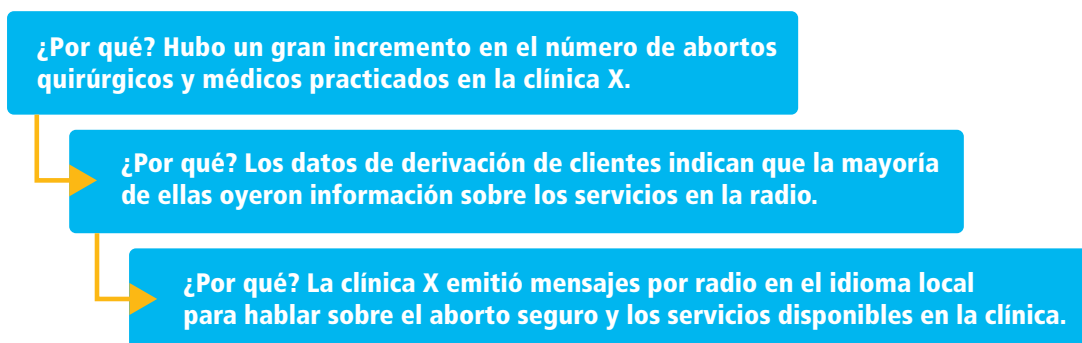 ¿Por qué? Hubo un gran incremento en el número de abortos
quirúrgicos y médicos practicados en la clínica X.
¿Por qué? Los datos de derivación de clientes indican que la mayoría
de ellas oyeron información sobre los servicios en la radio.
¿Por qué? La clínica X emitió mensajes por radio en el idioma local
para hablar sobre el aborto seguro y los servicios disponibles en la clínica.